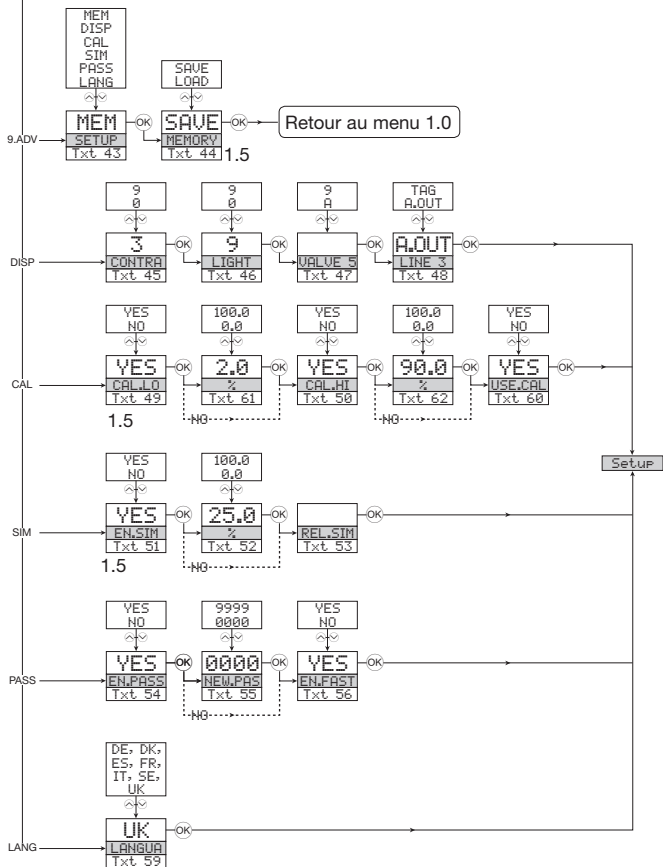 MEM
DISP
CAL
SIM
PASS
LANG
SAVE
LOAD
9.ADV
MEM
OK
SAVE
OK
Retour au menu 1.0
SETUP
MEMORY
Txt 43
Txt 44
1.5
9
0
9
0
9
A
TAG
A.OUT
DISP
3
OK
9
OK
OK
A.OUT
OK
CONTRA
LIGHT
VALVE 5
LINE 3
Txt 45
Txt 46
Txt 47
Txt 48
YES
NO
100.0
0.0
YES
NO
100.0
0.0
YES
NO
CAL
YES
OK
2.0
OK
YES
OK
90.0
OK
YES
OK
CAL.LO
%
CAL.HI
%
USE.CAL
Txt 49
Txt 61
Txt 50
Txt 62
Txt 60
NO
NO
1.5
Setup
YES
NO
100.0
0.0
SIM
YES
OK
25.0
OK
OK
EN.SIM
%
REL.SIM
Txt 51
Txt 52
Txt 53
NO
1.5
YES
NO
9999
0000
YES
NO
PASS
YES
OK
0000
OK
YES
OK
EN.PASS
NEW.PAS
EN.FAST
Txt 54
Txt 55
Txt 56
NO
DE, DK,
ES, FR,
IT, SE,
UK
LANG
UK
OK
LANGUA
Txt 59